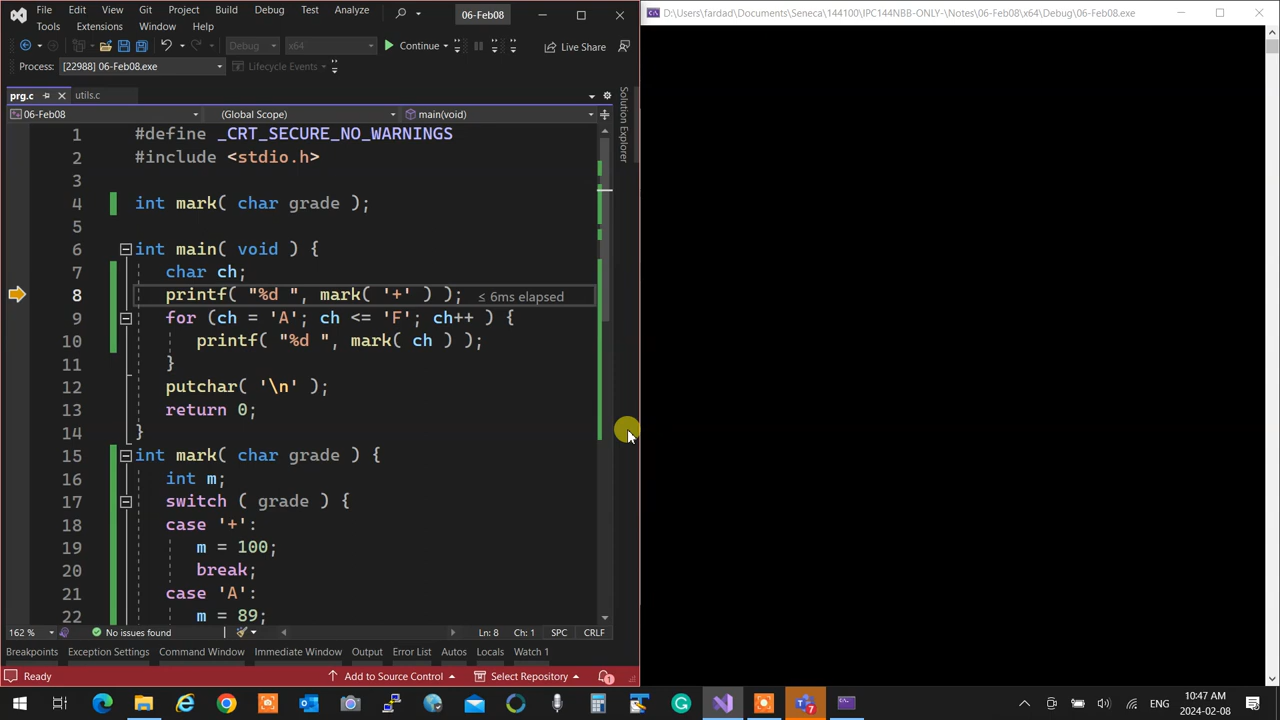 File Edit View Git Project Build Debug Test Analyze 06-Feb08
Tools Extensions Window Help
Debug x64 Continue Live Share
Process: [22988] 06-Feb08.exe Lifecycle Events
prg.c utils.c
06-Feb08 (Global Scope) main(void)
1 #define _CRT_SECURE_NO_WARNINGS
2 #include <stdio.h>
3
4 int mark( char grade );
5
6 int main( void ) {
7 char ch;
8 printf( "%d ", mark( '+' ) ); ≤ 6ms elapsed
9 for (ch = 'A'; ch <= 'F'; ch++ ) {
10 printf( "%d ", mark( ch ) );
11 }
12 putchar( '\n' );
13 return 0;
14 }
15 int mark( char grade ) {
16 int m;
17 switch ( grade ) {
18 case '+':
19 m = 100;
20 break;
21 case 'A':
22 m = 89;
162 % No issues found Ln: 8 Ch: 1 SPC CRLF
Breakpoints Exception Settings Command Window Immediate Window Output Error List Autos Locals Watch 1
Ready Add to Source Control Select Repository 1
Solution Explorer
D:\Users\fardad\Documents\Seneca\144100\IPC144NBB-ONLY-\Notes\06-Feb08\x64\Debug\06-Feb08.exe
7
ENG
10:47 AM
2024-02-08